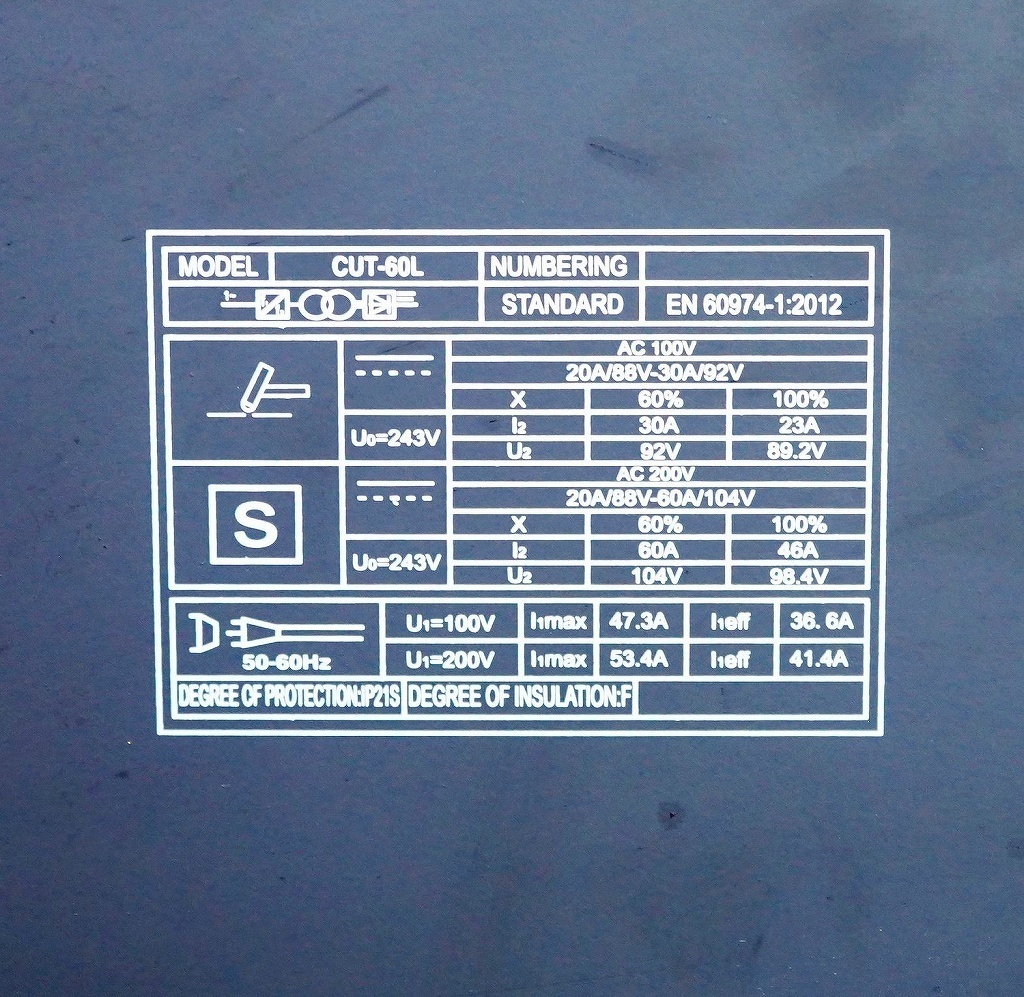 MODEL CUT-60L NUMBERING
1~ STANDARD EN 60974-1:2012
AC 100V
20A/88V-30A/92V
X 60% 100%
U₀=243V I₂ 30A 23A
U₂ 92V 89.2V
S AC 200V
20A/88V-60A/104V
X 60% 100%
U₀=243V I₂ 60A 46A
U₂ 104V 98.4V
U₁=100V I₁max 47.3A I₁eff 36. 6A
50-60Hz U₁=200V I₁max 53.4A I₁eff 41.4A
DEGREE OF PROTECTION:IP21S DEGREE OF INSULATION:F